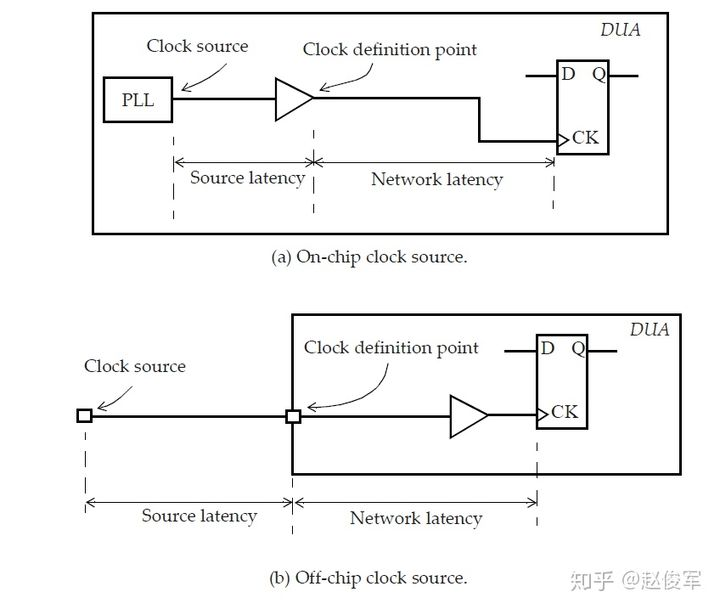 DUA
Clock source
Clock definition point
PLL
D Q
CK
Source latency
Network latency
(a) On-chip clock source.
DUA
Clock source
Clock definition point
D Q
CK
Source latency
Network latency
(b) Off-chip clock source.
知乎 @赵俊军